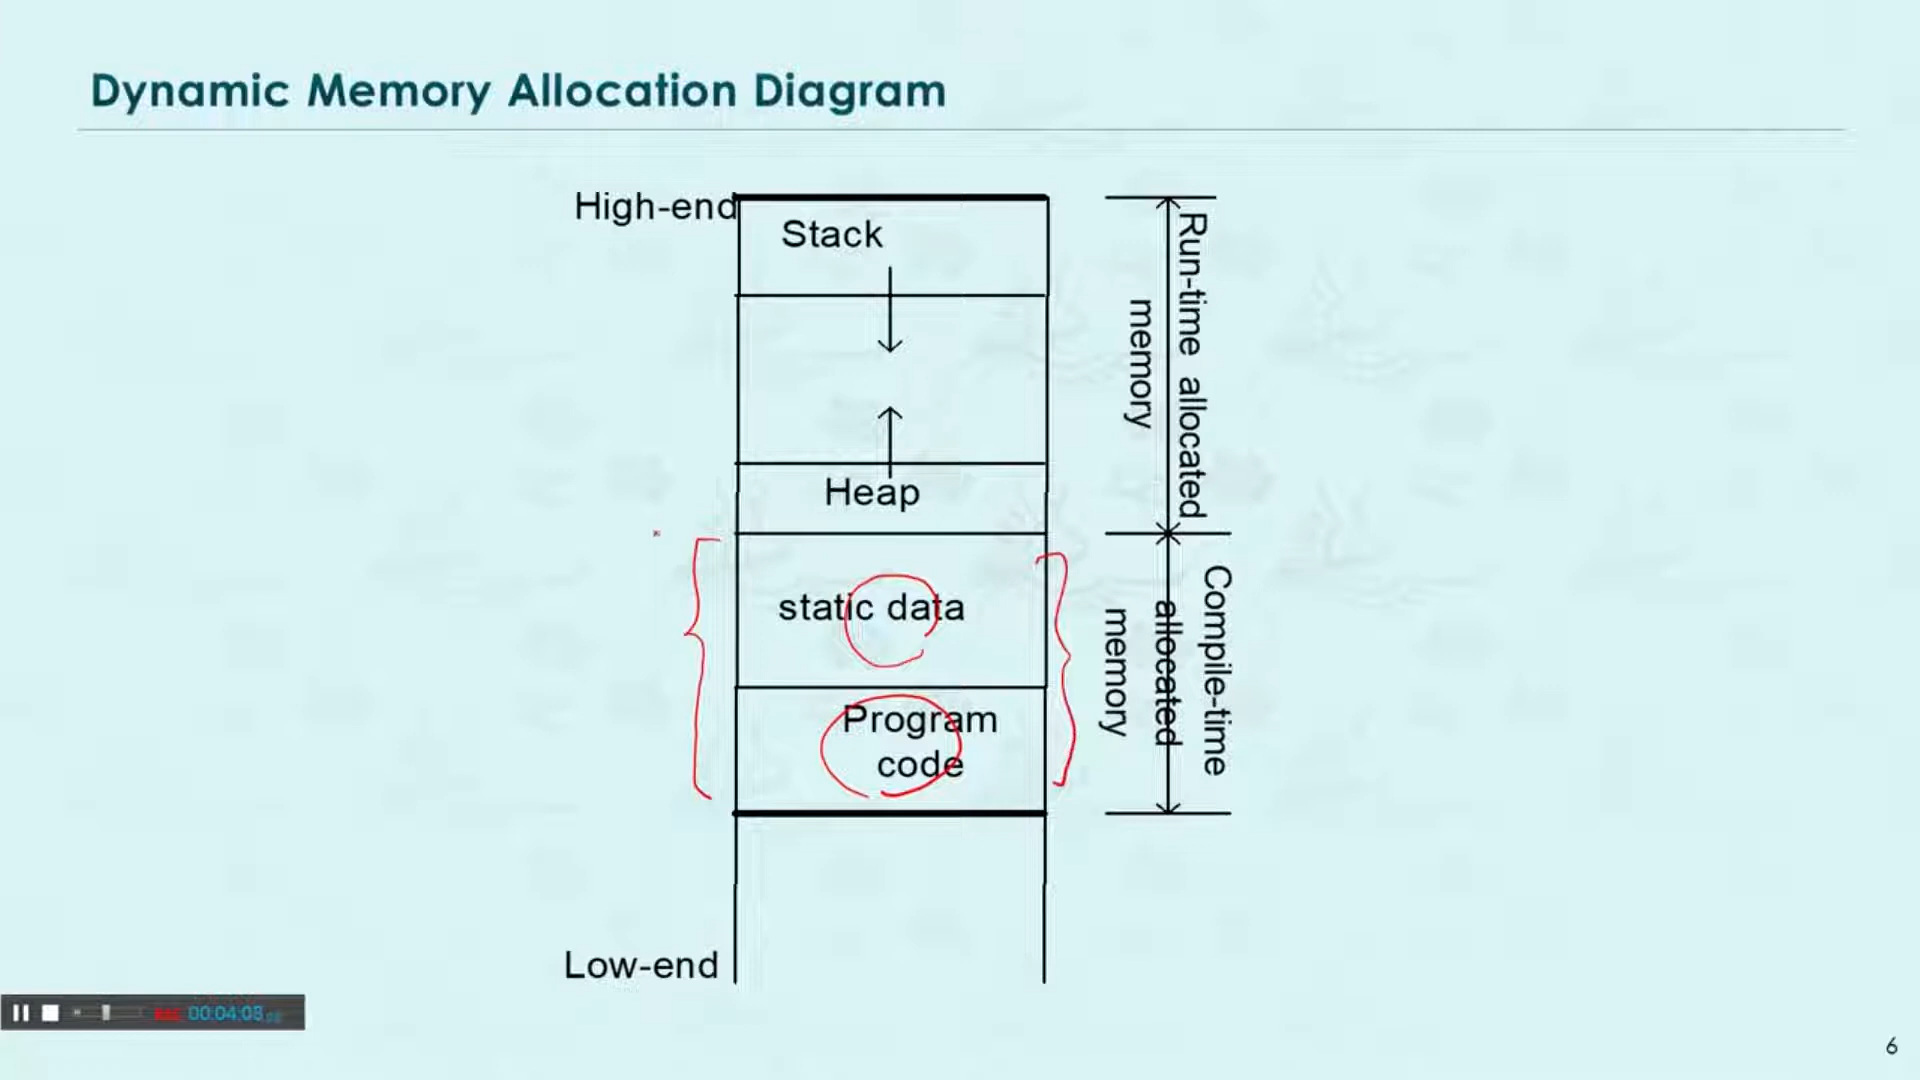 Dynamic Memory Allocation Diagram
High-end
Stack
Heap
static data
Program
code
Low-end
Run-time allocated
memory
Compile-time
allocated
memory
00:04:08
6